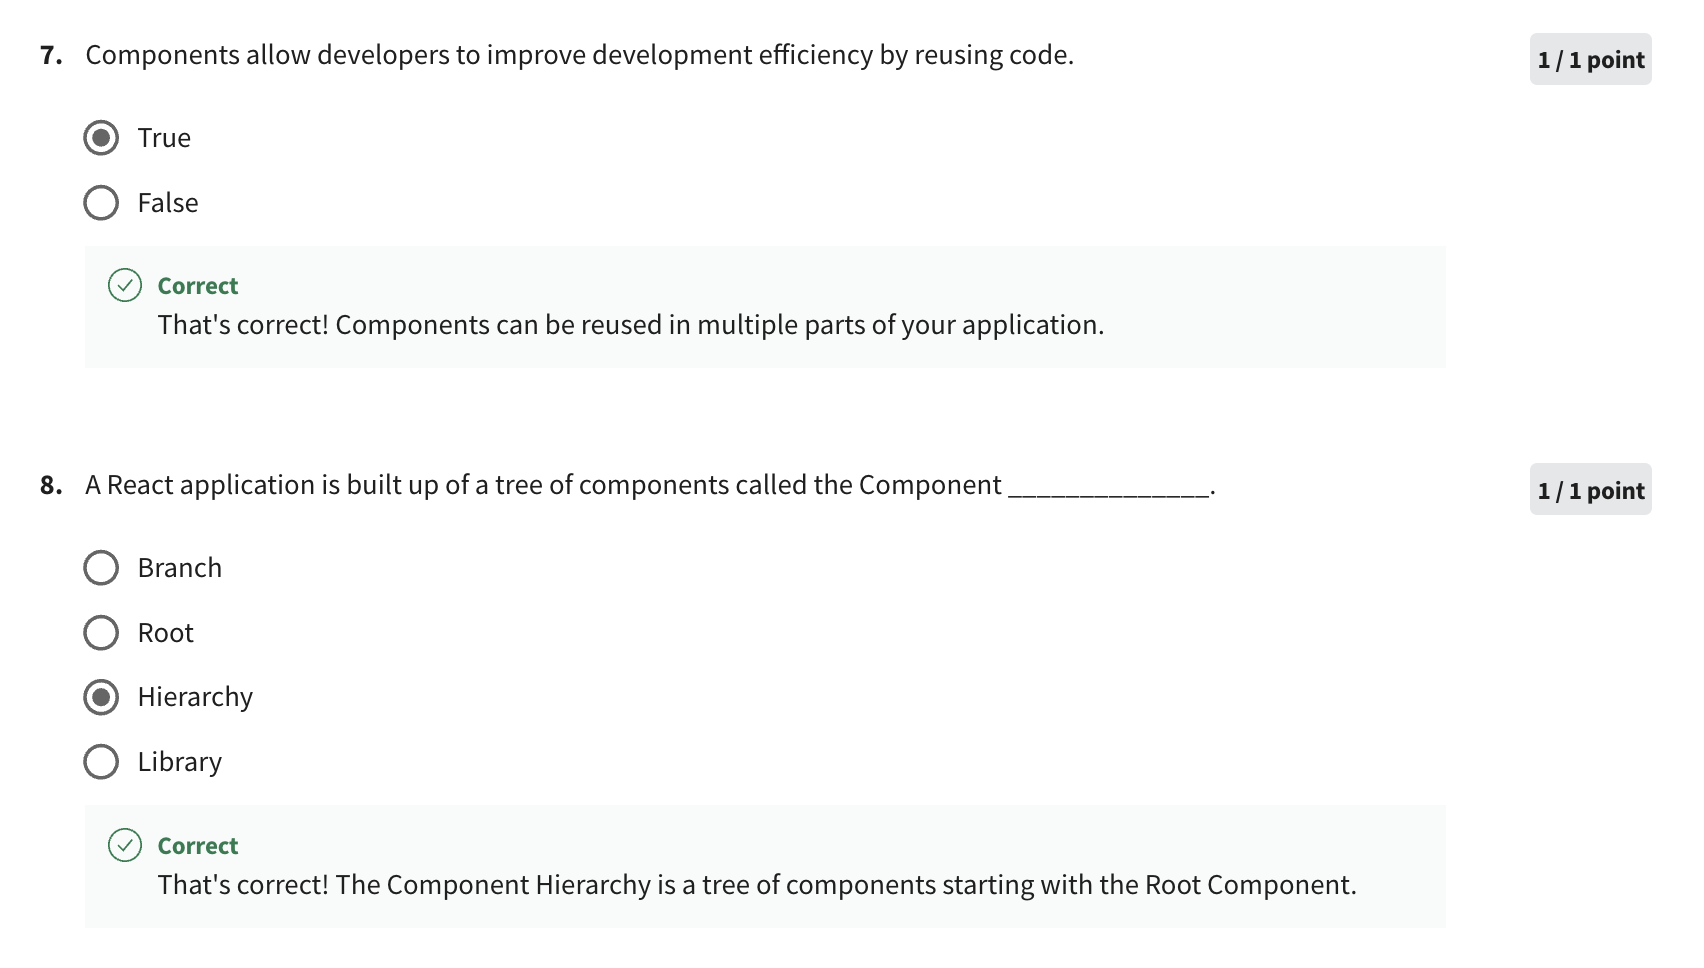 7. Components allow developers to improve development efficiency by reusing code.
1 / 1 point
True
False
Correct
That's correct! Components can be reused in multiple parts of your application.
8. A React application is built up of a tree of components called the Component ______________.
1 / 1 point
Branch
Root
Hierarchy
Library
Correct
That's correct! The Component Hierarchy is a tree of components starting with the Root Component.